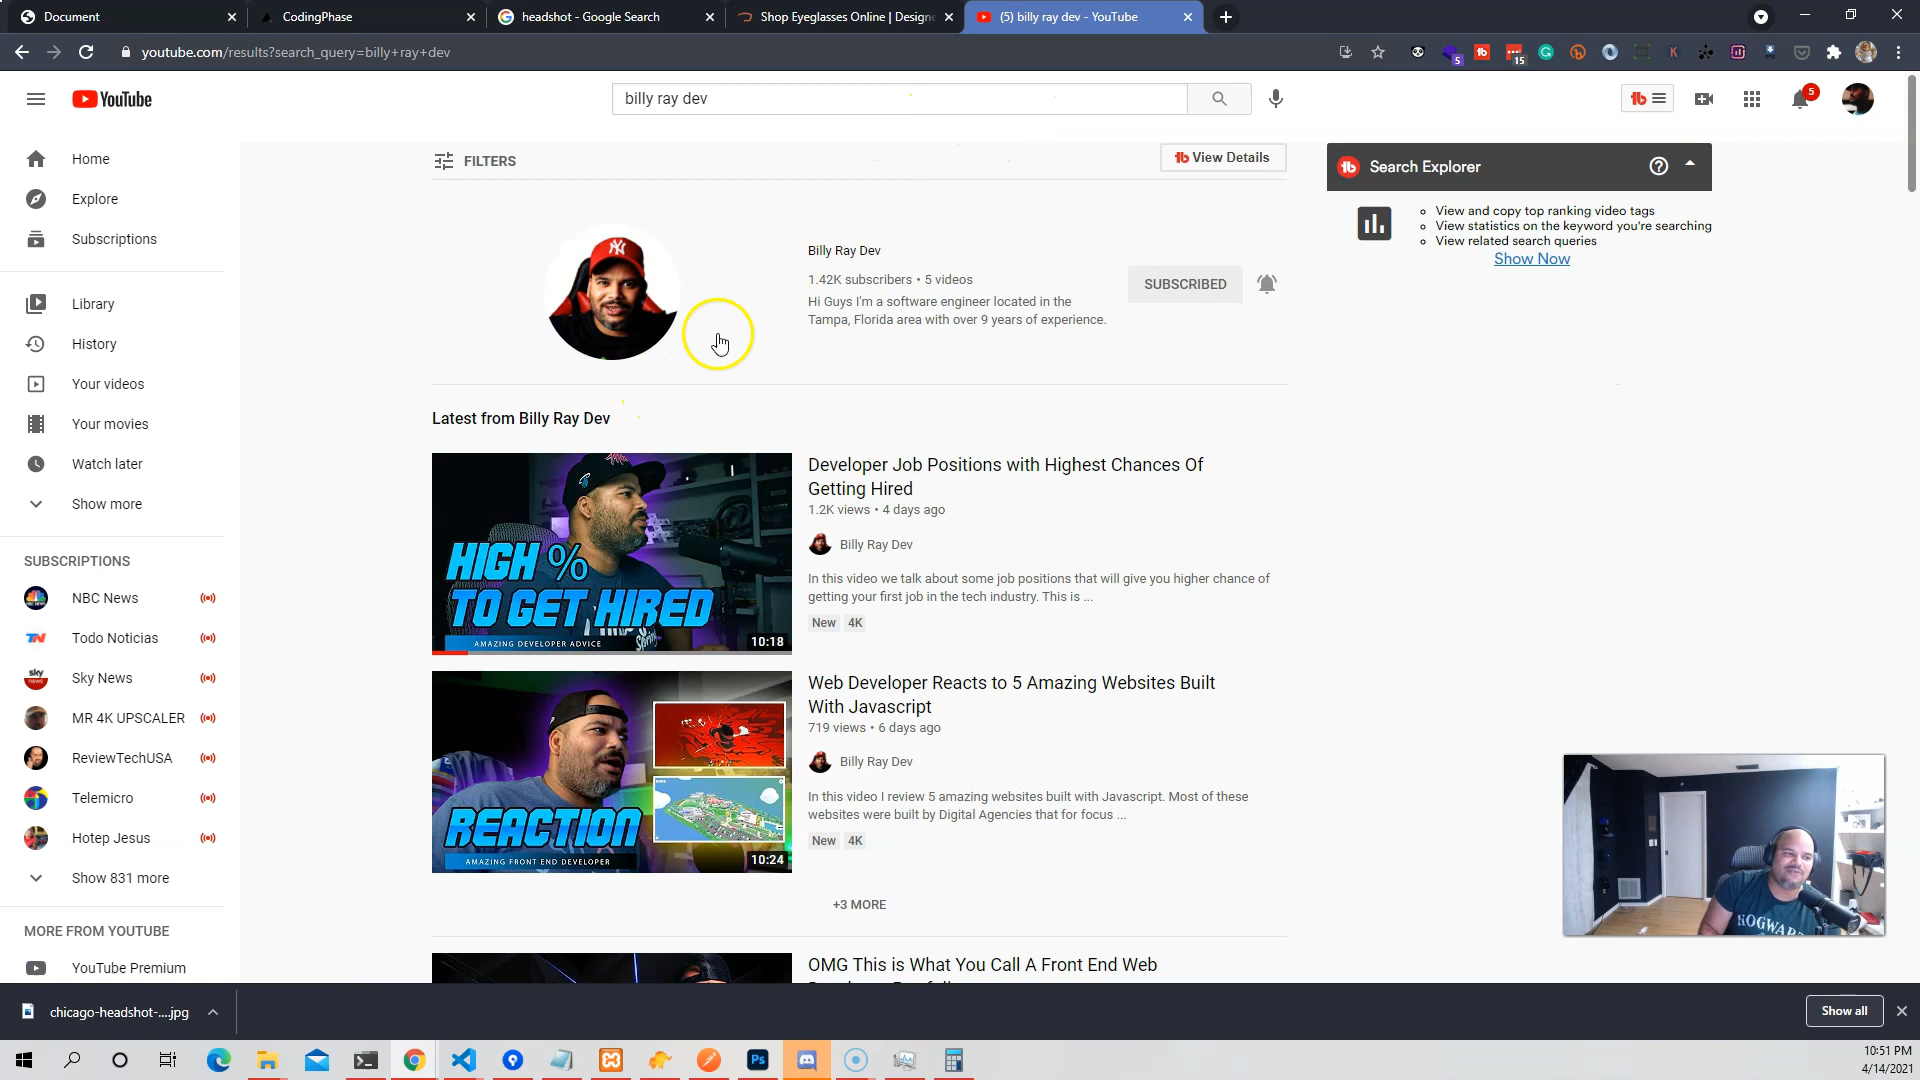 Document
CodingPhase
headshot - Google Search
Shop Eyeglasses Online | Designe
(5) billy ray dev - YouTube
youtube.com/results?search_query=billy+ray+dev
5
15
YouTube
billy ray dev
5
Home
Explore
Subscriptions
Library
History
Your videos
Your movies
Watch later
Show more
SUBSCRIPTIONS
NBC News
Todo Noticias
Sky News
MR 4K UPSCALER
ReviewTechUSA
Telemicro
Hotep Jesus
Show 831 more
MORE FROM YOUTUBE
YouTube Premium
FILTERS
View Details
Billy Ray Dev
1.42K subscribers • 5 videos
Hi Guys I'm a software engineer located in the
Tampa, Florida area with over 9 years of experience.
SUBSCRIBED
Latest from Billy Ray Dev
HIGH %
TO GET HIRED
AMAZING DEVELOPER ADVICE
10:18
Developer Job Positions with Highest Chances Of
Getting Hired
1.2K views • 4 days ago
Billy Ray Dev
In this video we talk about some job positions that will give you higher chance of
getting your first job in the tech industry. This is ...
New 4K
REACTION
AMAZING FRONT END DEVELOPER
10:24
Web Developer Reacts to 5 Amazing Websites Built
With Javascript
719 views • 6 days ago
Billy Ray Dev
In this video I review 5 amazing websites built with Javascript. Most of these
websites were built by Digital Agencies that for focus ...
New 4K
+3 MORE
OMG This is What You Call A Front End Web
Search Explorer
View and copy top ranking video tags
View statistics on the keyword you're searching
View related search queries
Show Now
HOGWAR
chicago-headshot-....jpg
Show all
Ps
10:51 PM
4/14/2021